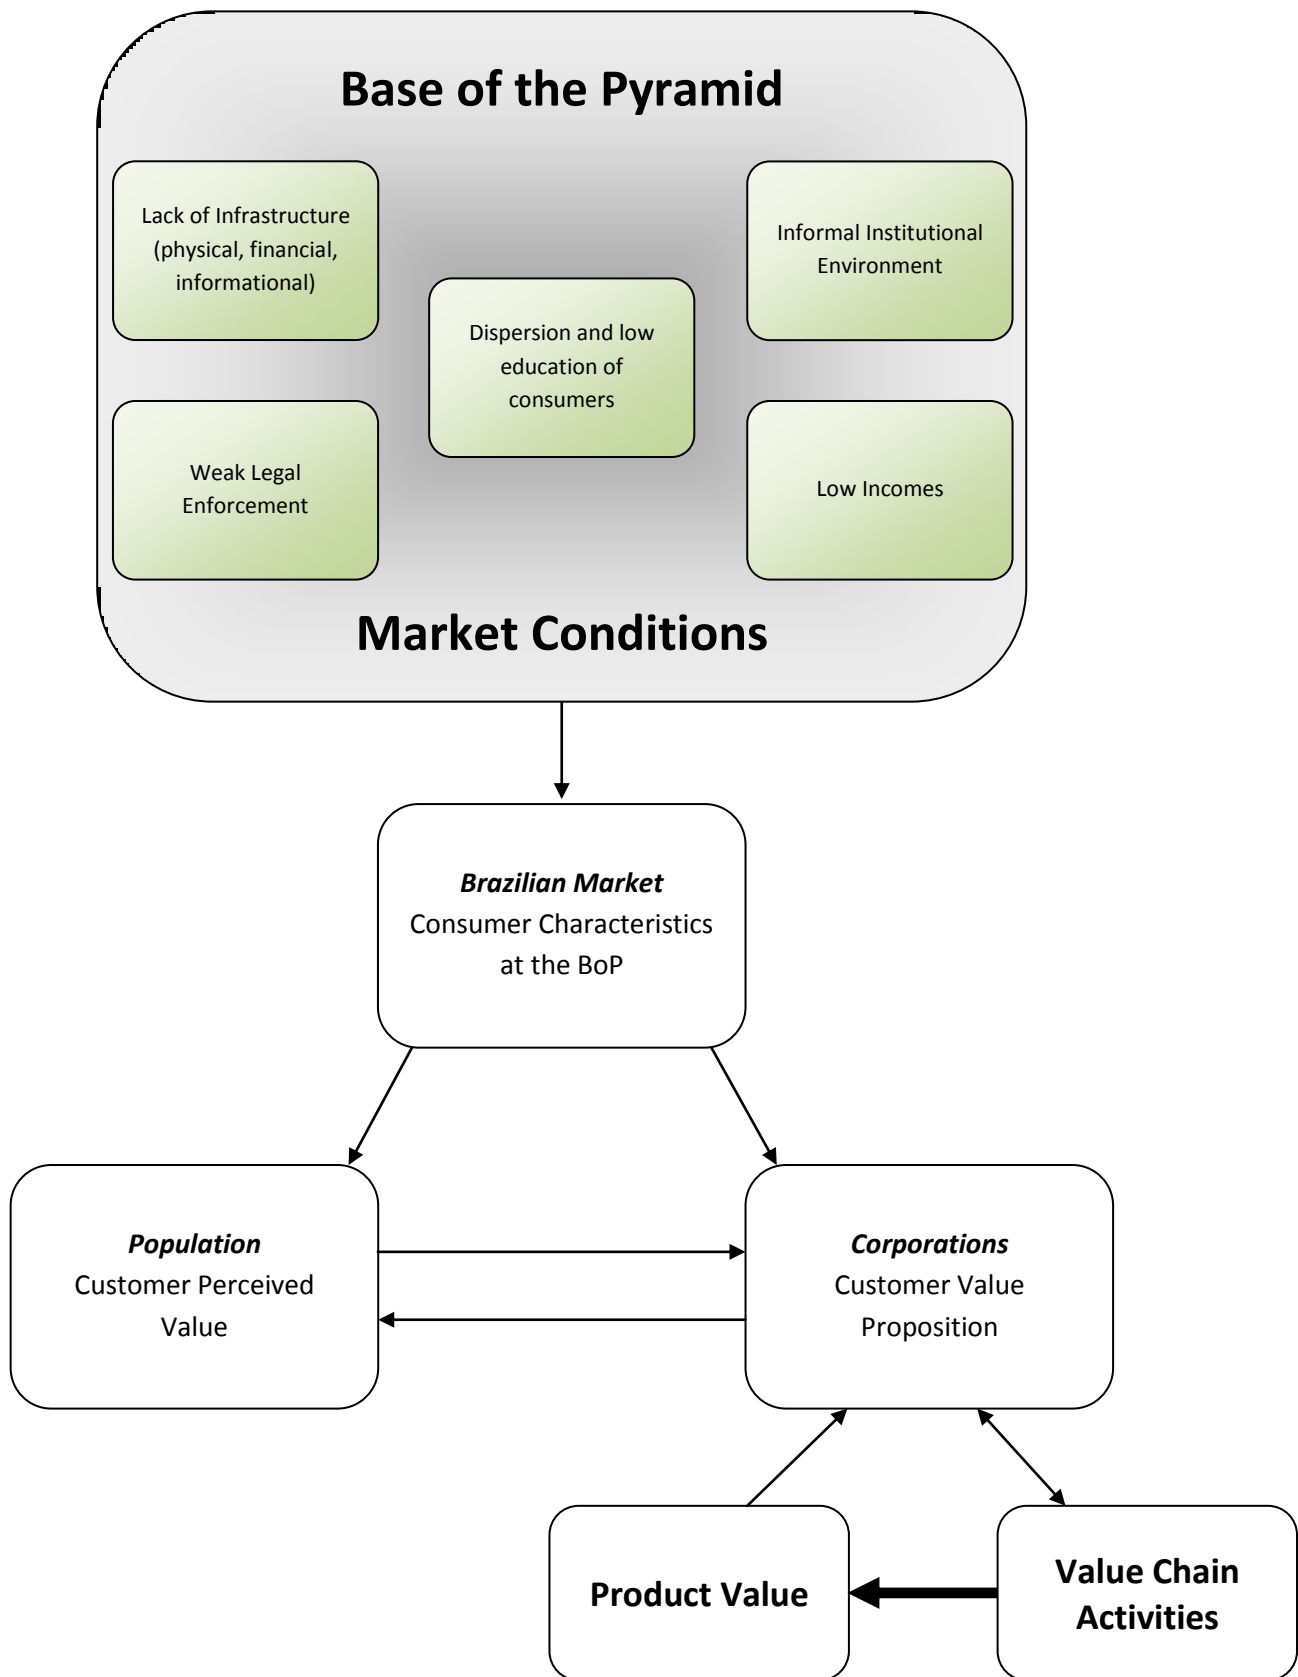 Base of the Pyramid
Lack of Infrastructure
(physical, financial,
informational)
Informal Institutional
Environment
Dispersion and low
education of
consumers
Weak Legal
Enforcement
Low Incomes
Market Conditions
Brazilian Market
Consumer Characteristics
at the BoP
Population
Customer Perceived
Value
Corporations
Customer Value
Proposition
Product Value
Value Chain
Activities